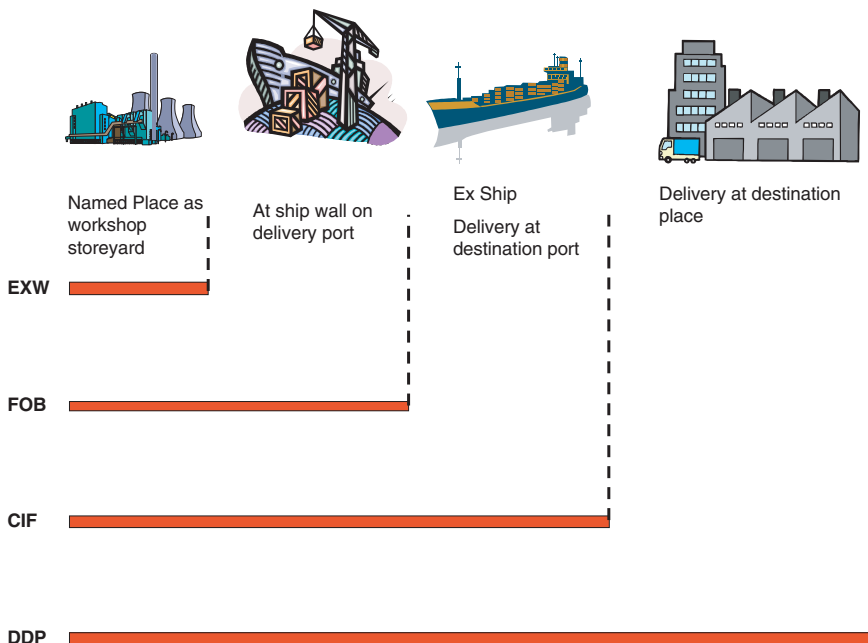 Named Place as
workshop
storeyard
At ship wall on
delivery port
Ex Ship
Delivery at
destination port
Delivery at destination
place
EXW
FOB
CIF
DDP